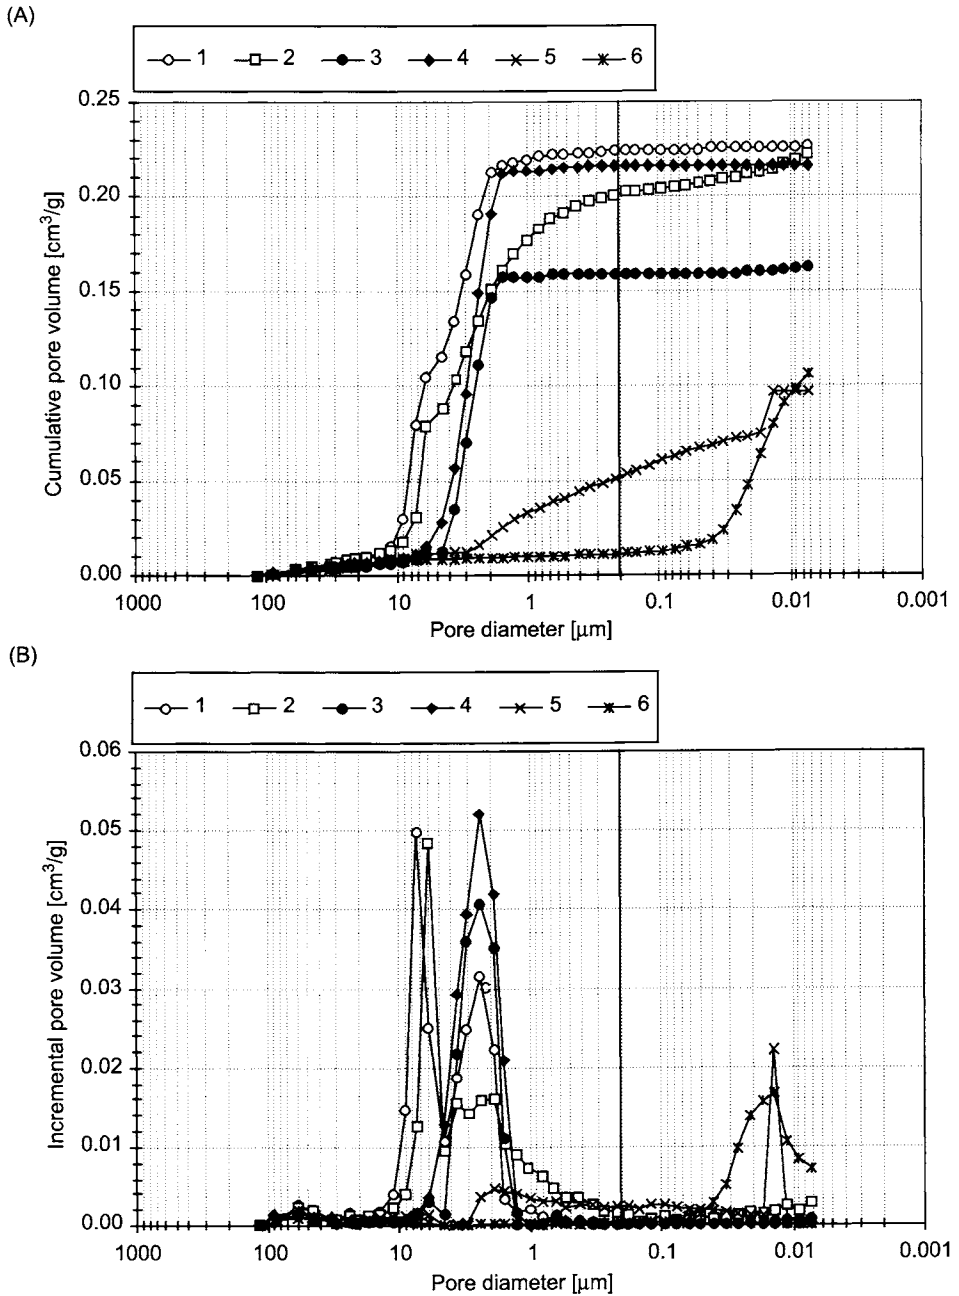 (A)
1 2 3 4 5 6
0.25
0.20
0.15
0.10
0.05
0.00
Cumulative pore volume [cm³/g]
1000 100 10 1 0.1 0.01 0.001
Pore diameter [μm]
(B)
1 2 3 4 5 6
0.06
0.05
0.04
0.03
0.02
0.01
0.00
Incremental pore volume [cm³/g]
1000 100 10 1 0.1 0.01 0.001
Pore diameter [μm]